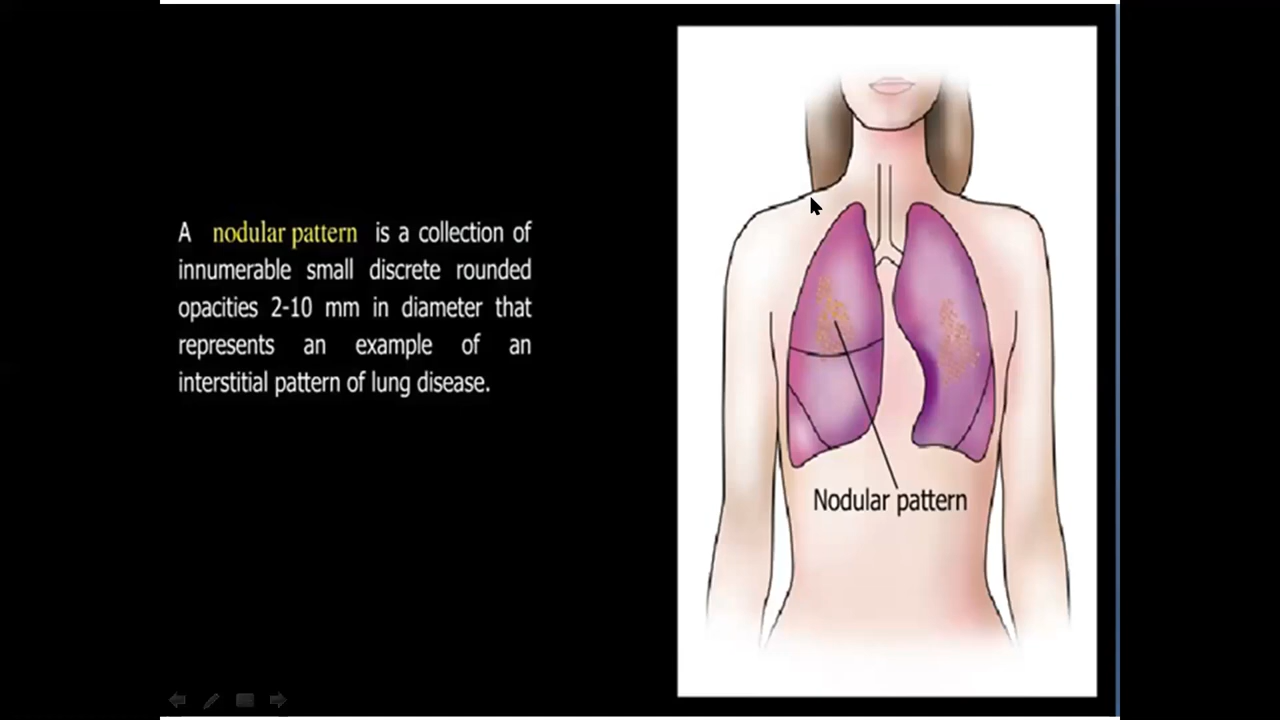 A nodular pattern is a collection of
innumerable small discrete rounded
opacities 2-10 mm in diameter that
represents an example of an
interstitial pattern of lung disease.
Nodular pattern